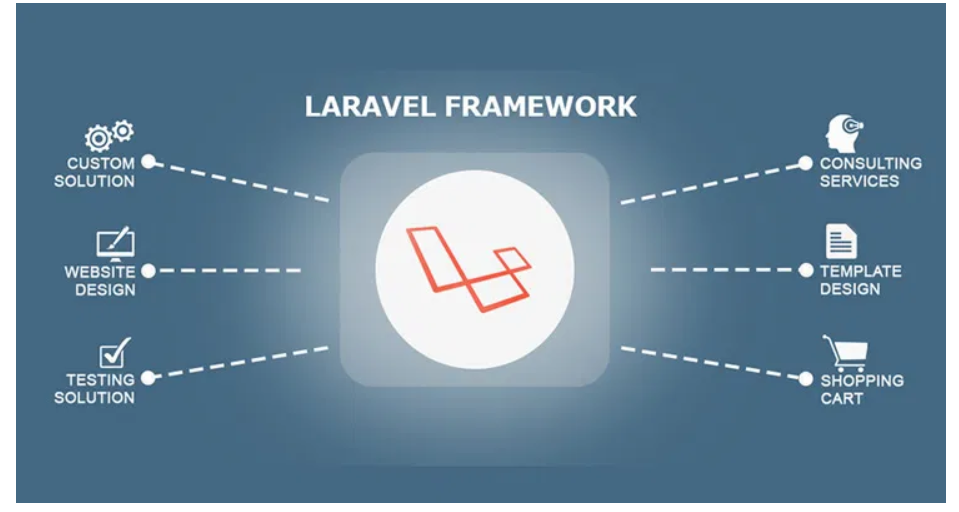 LARAVEL FRAMEWORK
CUSTOM
SOLUTION
WEBSITE
DESIGN
TESTING
SOLUTION
CONSULTING
SERVICES
TEMPLATE
DESIGN
SHOPPING
CART